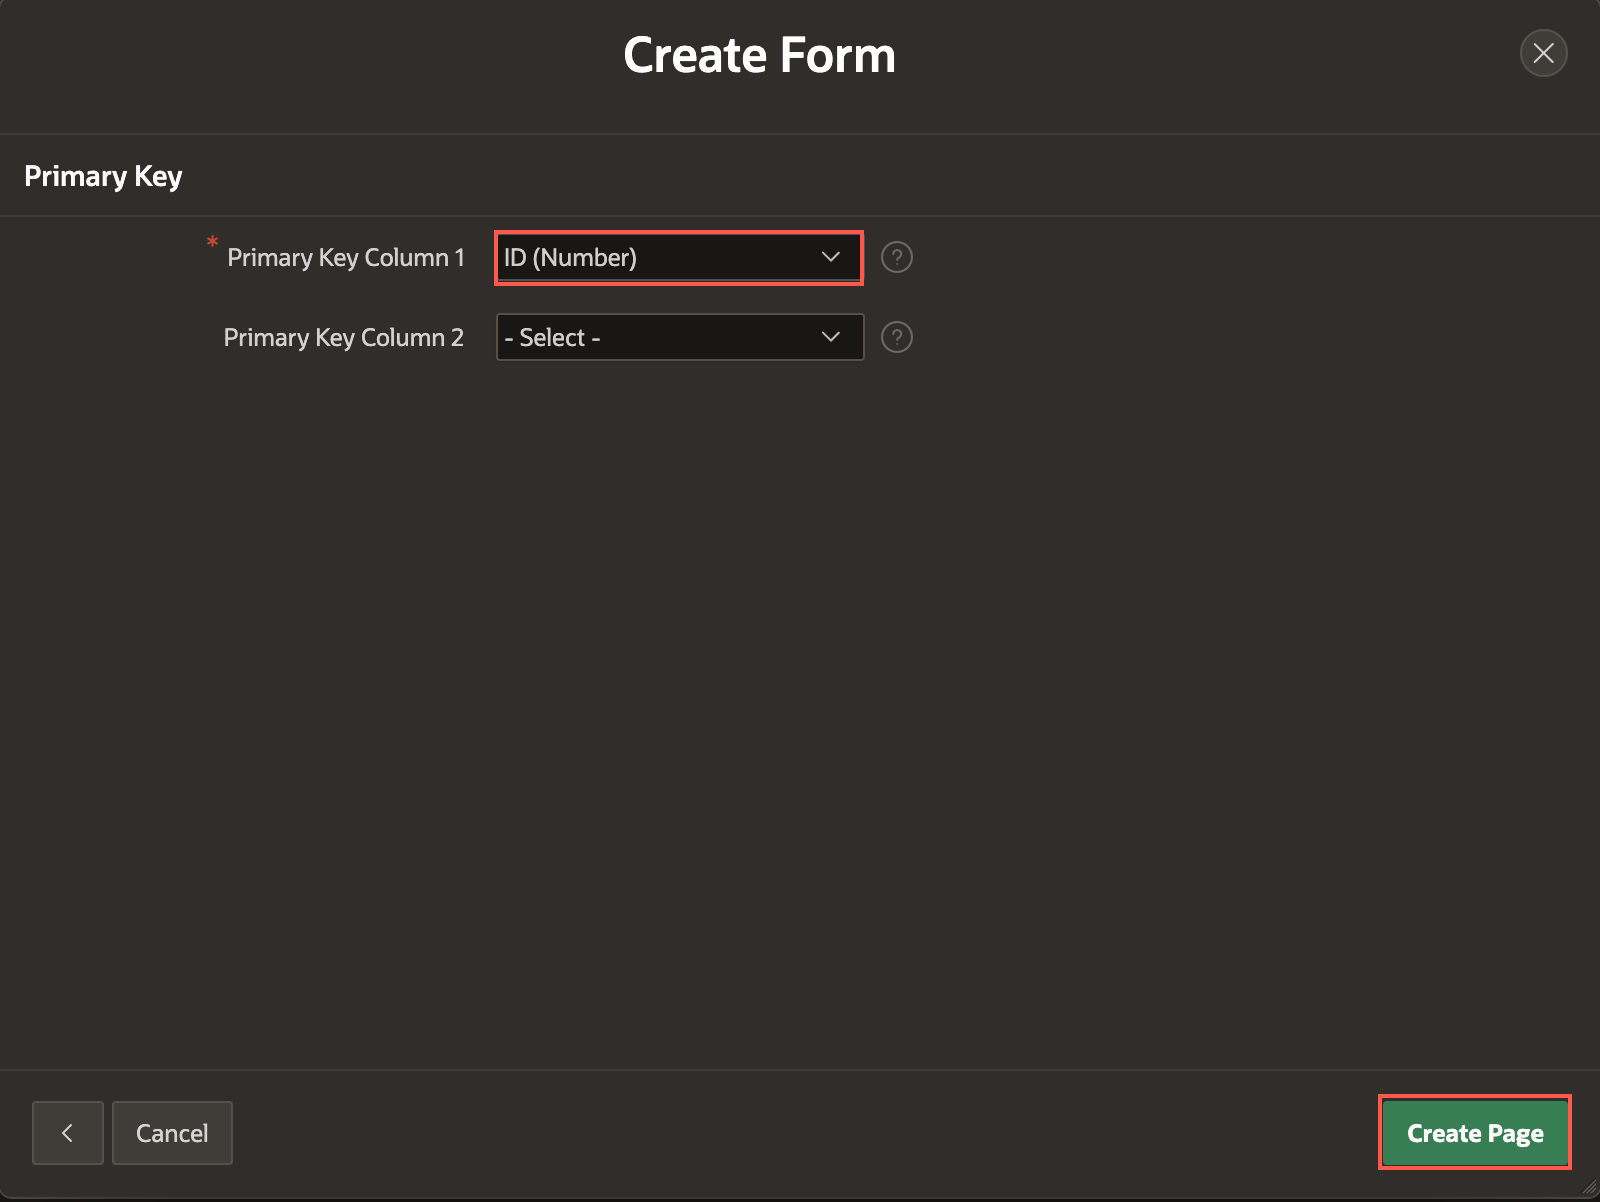 Create Form
Primary Key
* Primary Key Column 1 ID (Number) ?
Primary Key Column 2 - Select - ?
Cancel Create Page